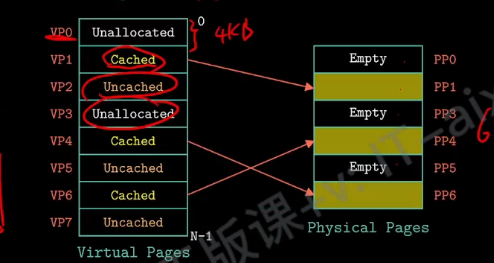 0
VP0 Unallocated 4KB
VP1 Cached Empty PP0
VP2 Uncached PP1
VP3 Unallocated Empty PP3
VP4 Cached PP4
VP5 Uncached Empty PP5
VP6 Cached PP6
VP7 Uncached
N-1
Virtual Pages Physical Pages